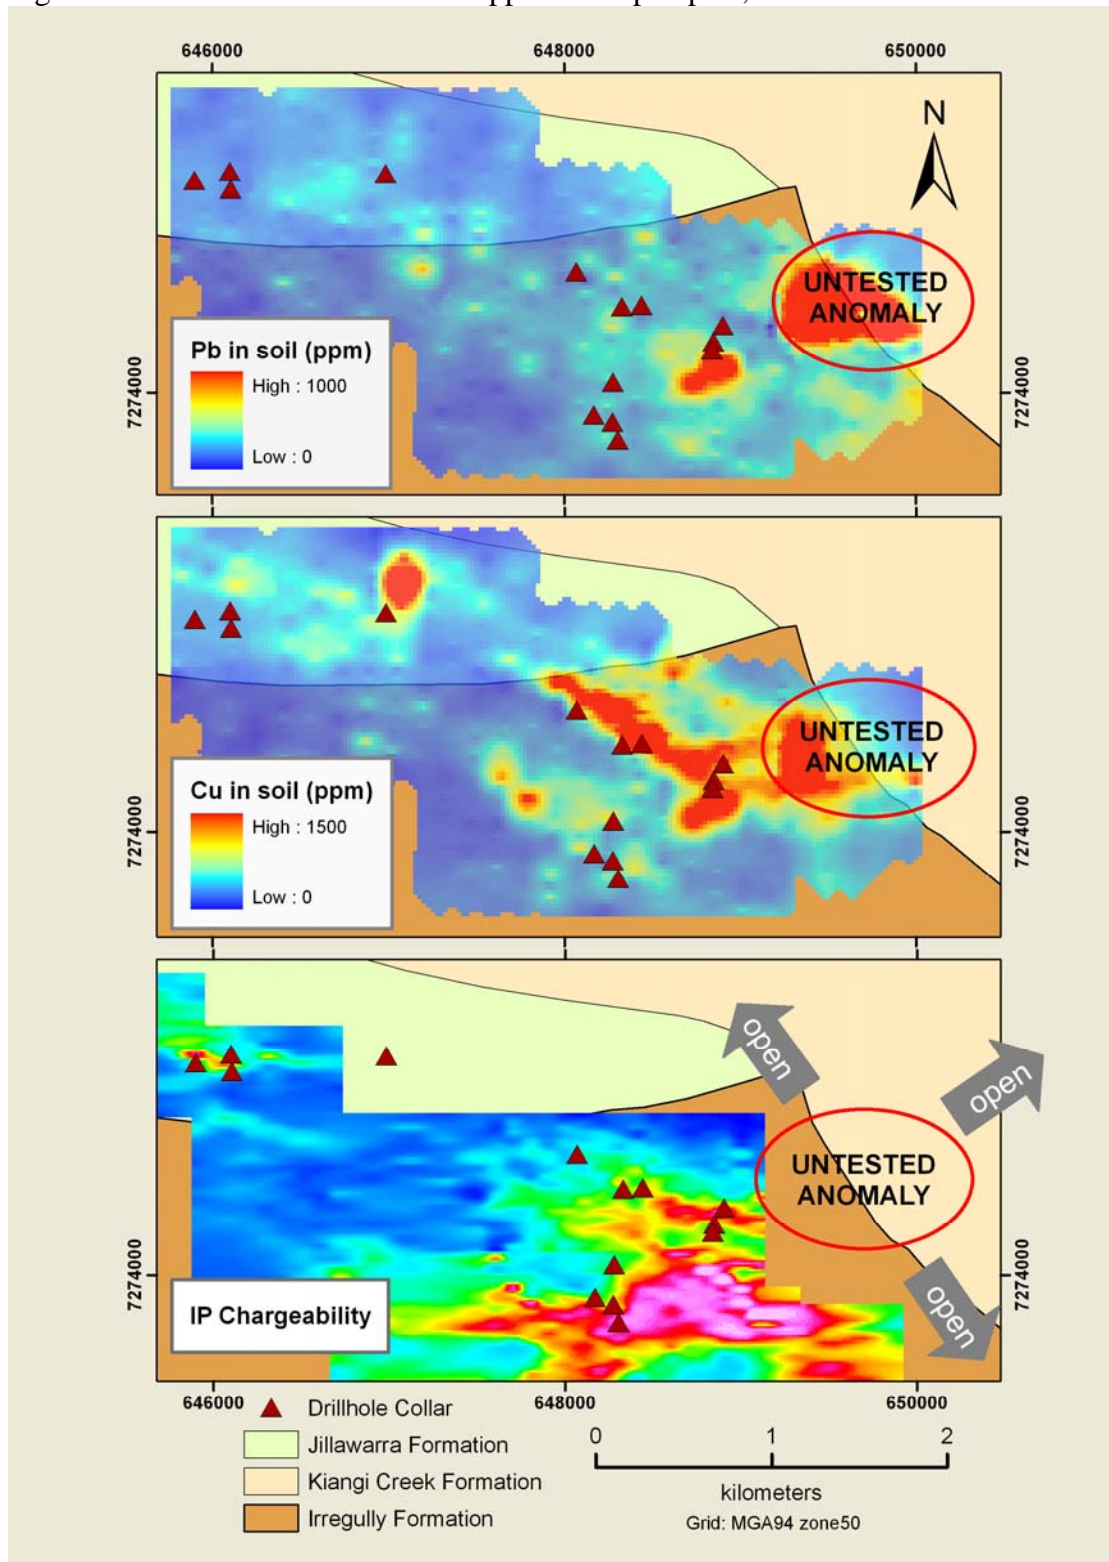 646000
648000
650000
N
UNTESTED
ANOMALY
Pb in soil (ppm)
High : 1000
Low : 0
7274000
7274000
UNTESTED
ANOMALY
Cu in soil (ppm)
High : 1500
Low : 0
7274000
7274000
open
open
UNTESTED
ANOMALY
open
IP Chargeability
7274000
7274000
646000
648000
650000
Drillhole Collar
Jillawarra Formation
Kiangi Creek Formation
Irregully Formation
0
1
2
kilometers
Grid: MGA94 zone50